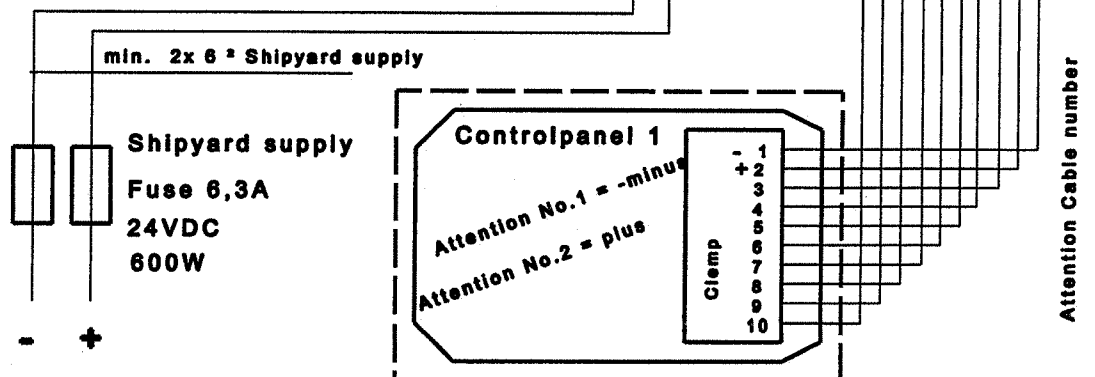 min. 2x 6 ² Shipyard supply
Shipyard supply
Fuse 6,3A
24VDC
600W
- +
Controlpanel 1
Attention No.1 = -minus
Attention No.2 = plus
Clemp
- 1
+ 2
3
4
5
6
7
8
9
10
Attention Cable number